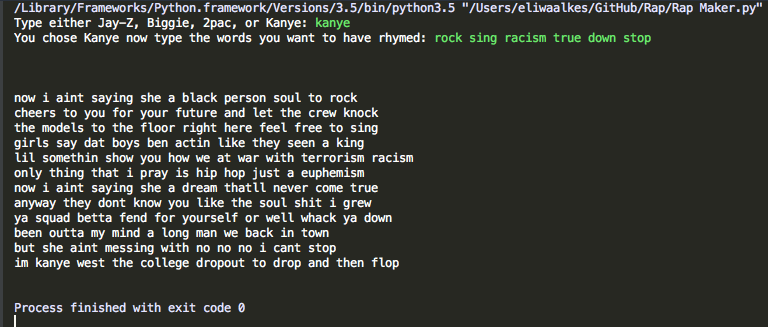 /Library/Frameworks/Python.framework/Versions/3.5/bin/python3.5 "/Users/eliwaalkes/GitHub/Rap/Rap Maker.py"
Type either Jay-Z, Biggie, 2pac, or Kanye: kanye
You chose Kanye now type the words you want to have rhymed: rock sing racism true down stop
now i aint saying she a black person soul to rock
cheers to you for your future and let the crew knock
the models to the floor right here feel free to sing
girls say dat boys ben actin like they seen a king
lil somethin show you how we at war with terrorism racism
only thing that i pray is hip hop just a euphemism
now i aint saying she a dream thatll never come true
anyway they dont know you like the soul shit i grew
ya squad betta fend for yourself or well whack ya down
been outta my mind a long man we back in town
but she aint messing with no no no i cant stop
im kanye west the college dropout to drop and then flop
Process finished with exit code 0